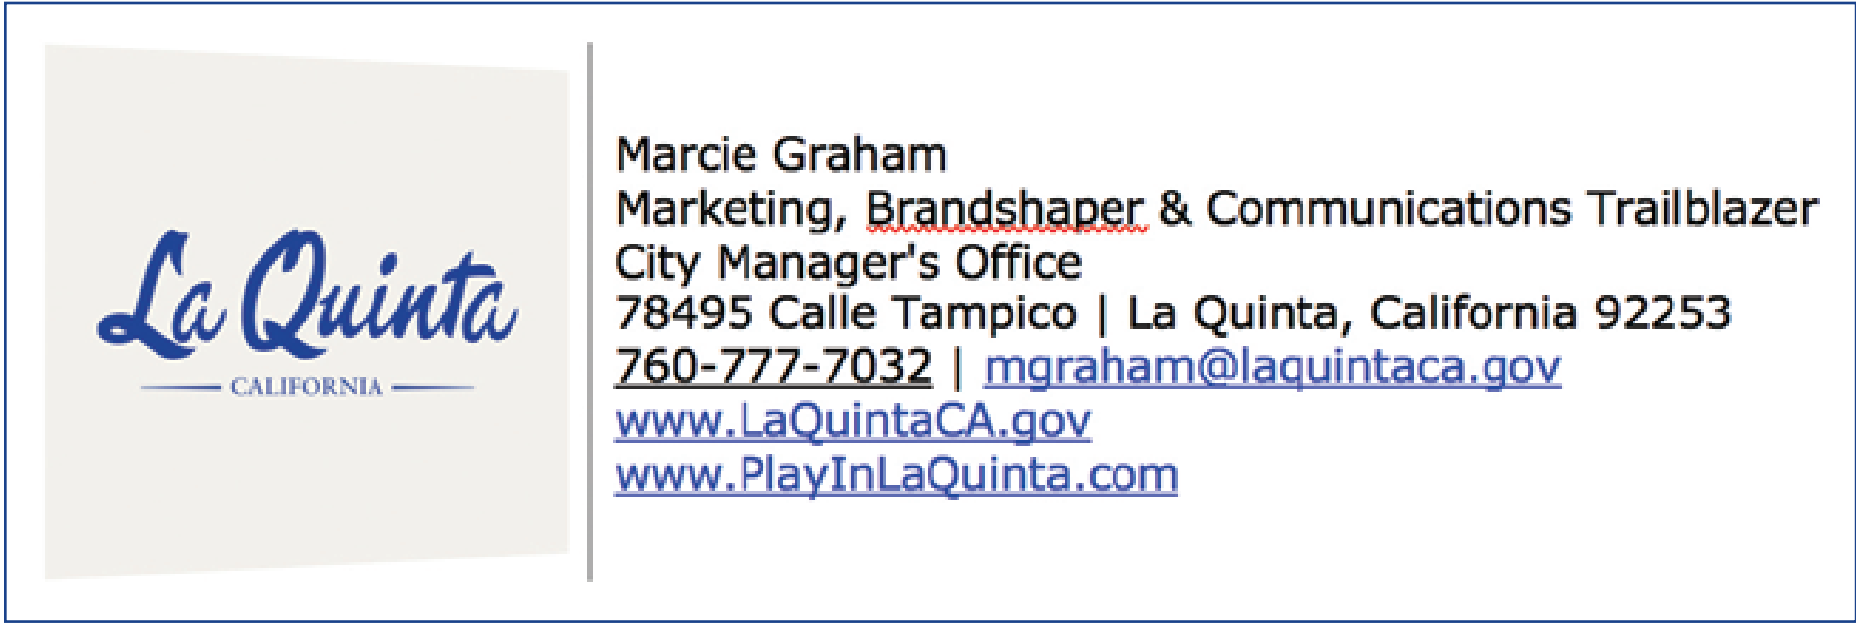 La Quinta
CALIFORNIA
Marcie Graham
Marketing, Brandshaper & Communications Trailblazer
City Manager's Office
78495 Calle Tampico | La Quinta, California 92253
760-777-7032 | mgraham@laquintaca.gov
www.LaQuintaCA.gov
www.PlayInLaQuinta.com